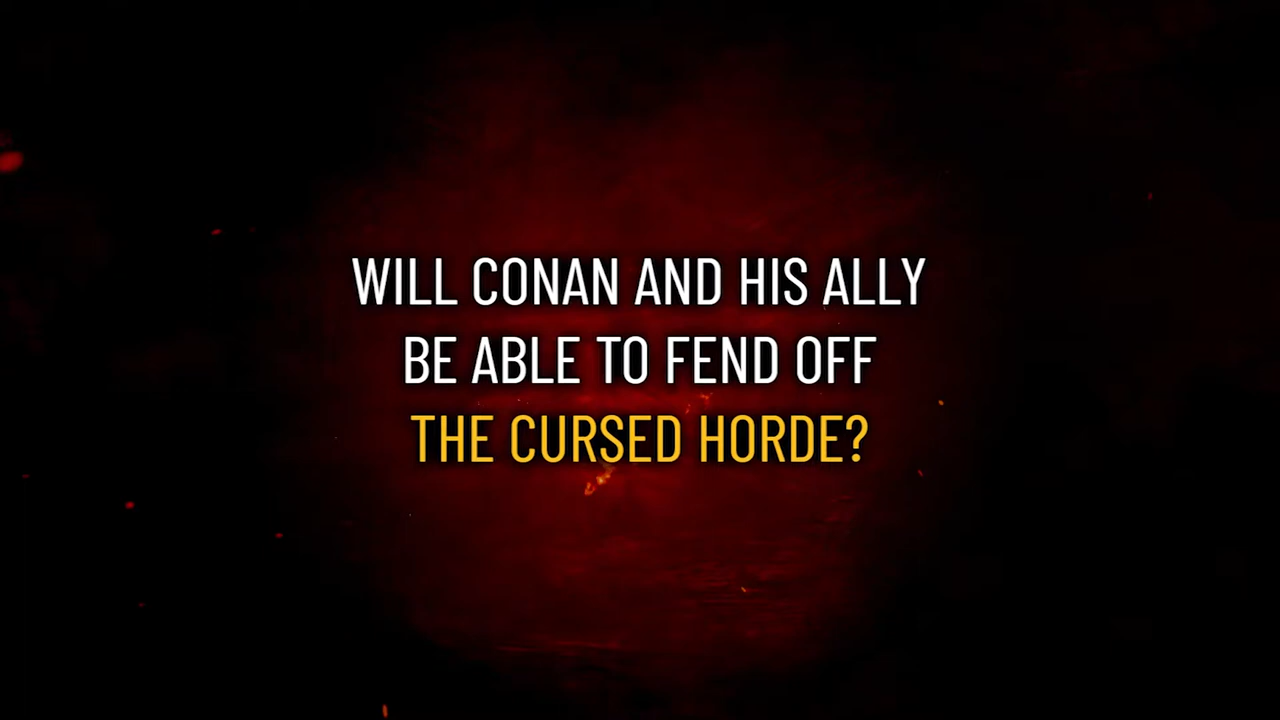 WILL CONAN AND HIS ALLY
BE ABLE TO FEND OFF
THE CURSED HORDE?